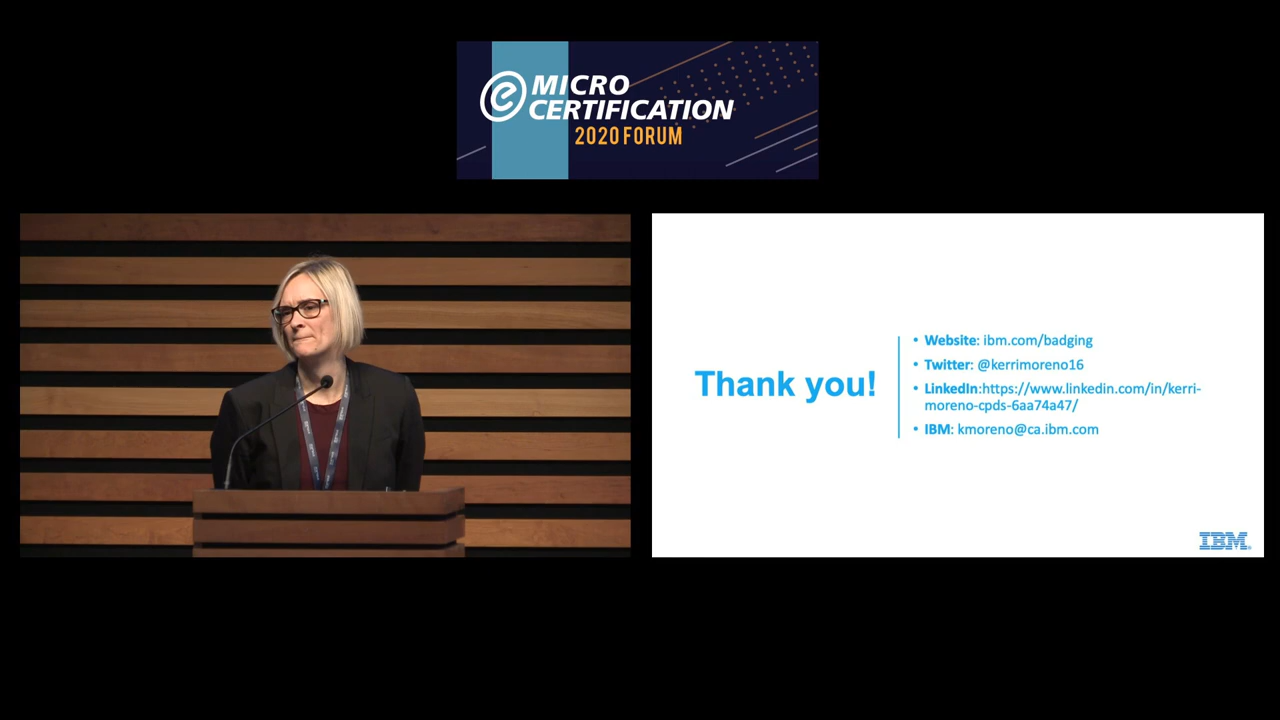 e MICRO
CERTIFICATION
2020 FORUM
Thank you!
• Website: ibm.com/badging
• Twitter: @kerrimoreno16
• LinkedIn:https://www.linkedin.com/in/kerri-
moreno-cpds-6aa74a47/
• IBM: kmoreno@ca.ibm.com
IBM®